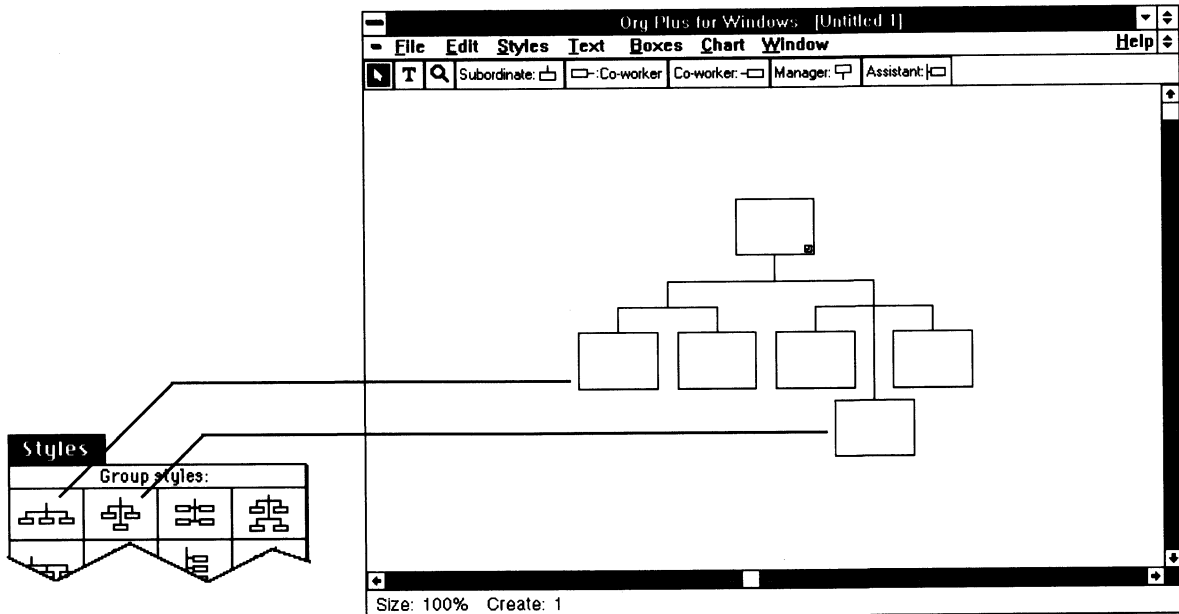 Org Plus for Windows - [Untitled 1]
File Edit Styles Text Boxes Chart Window Help
T Subordinate: :Co-worker Co-worker: Manager: Assistant:
Styles
Group styles:
Size: 100% Create: 1